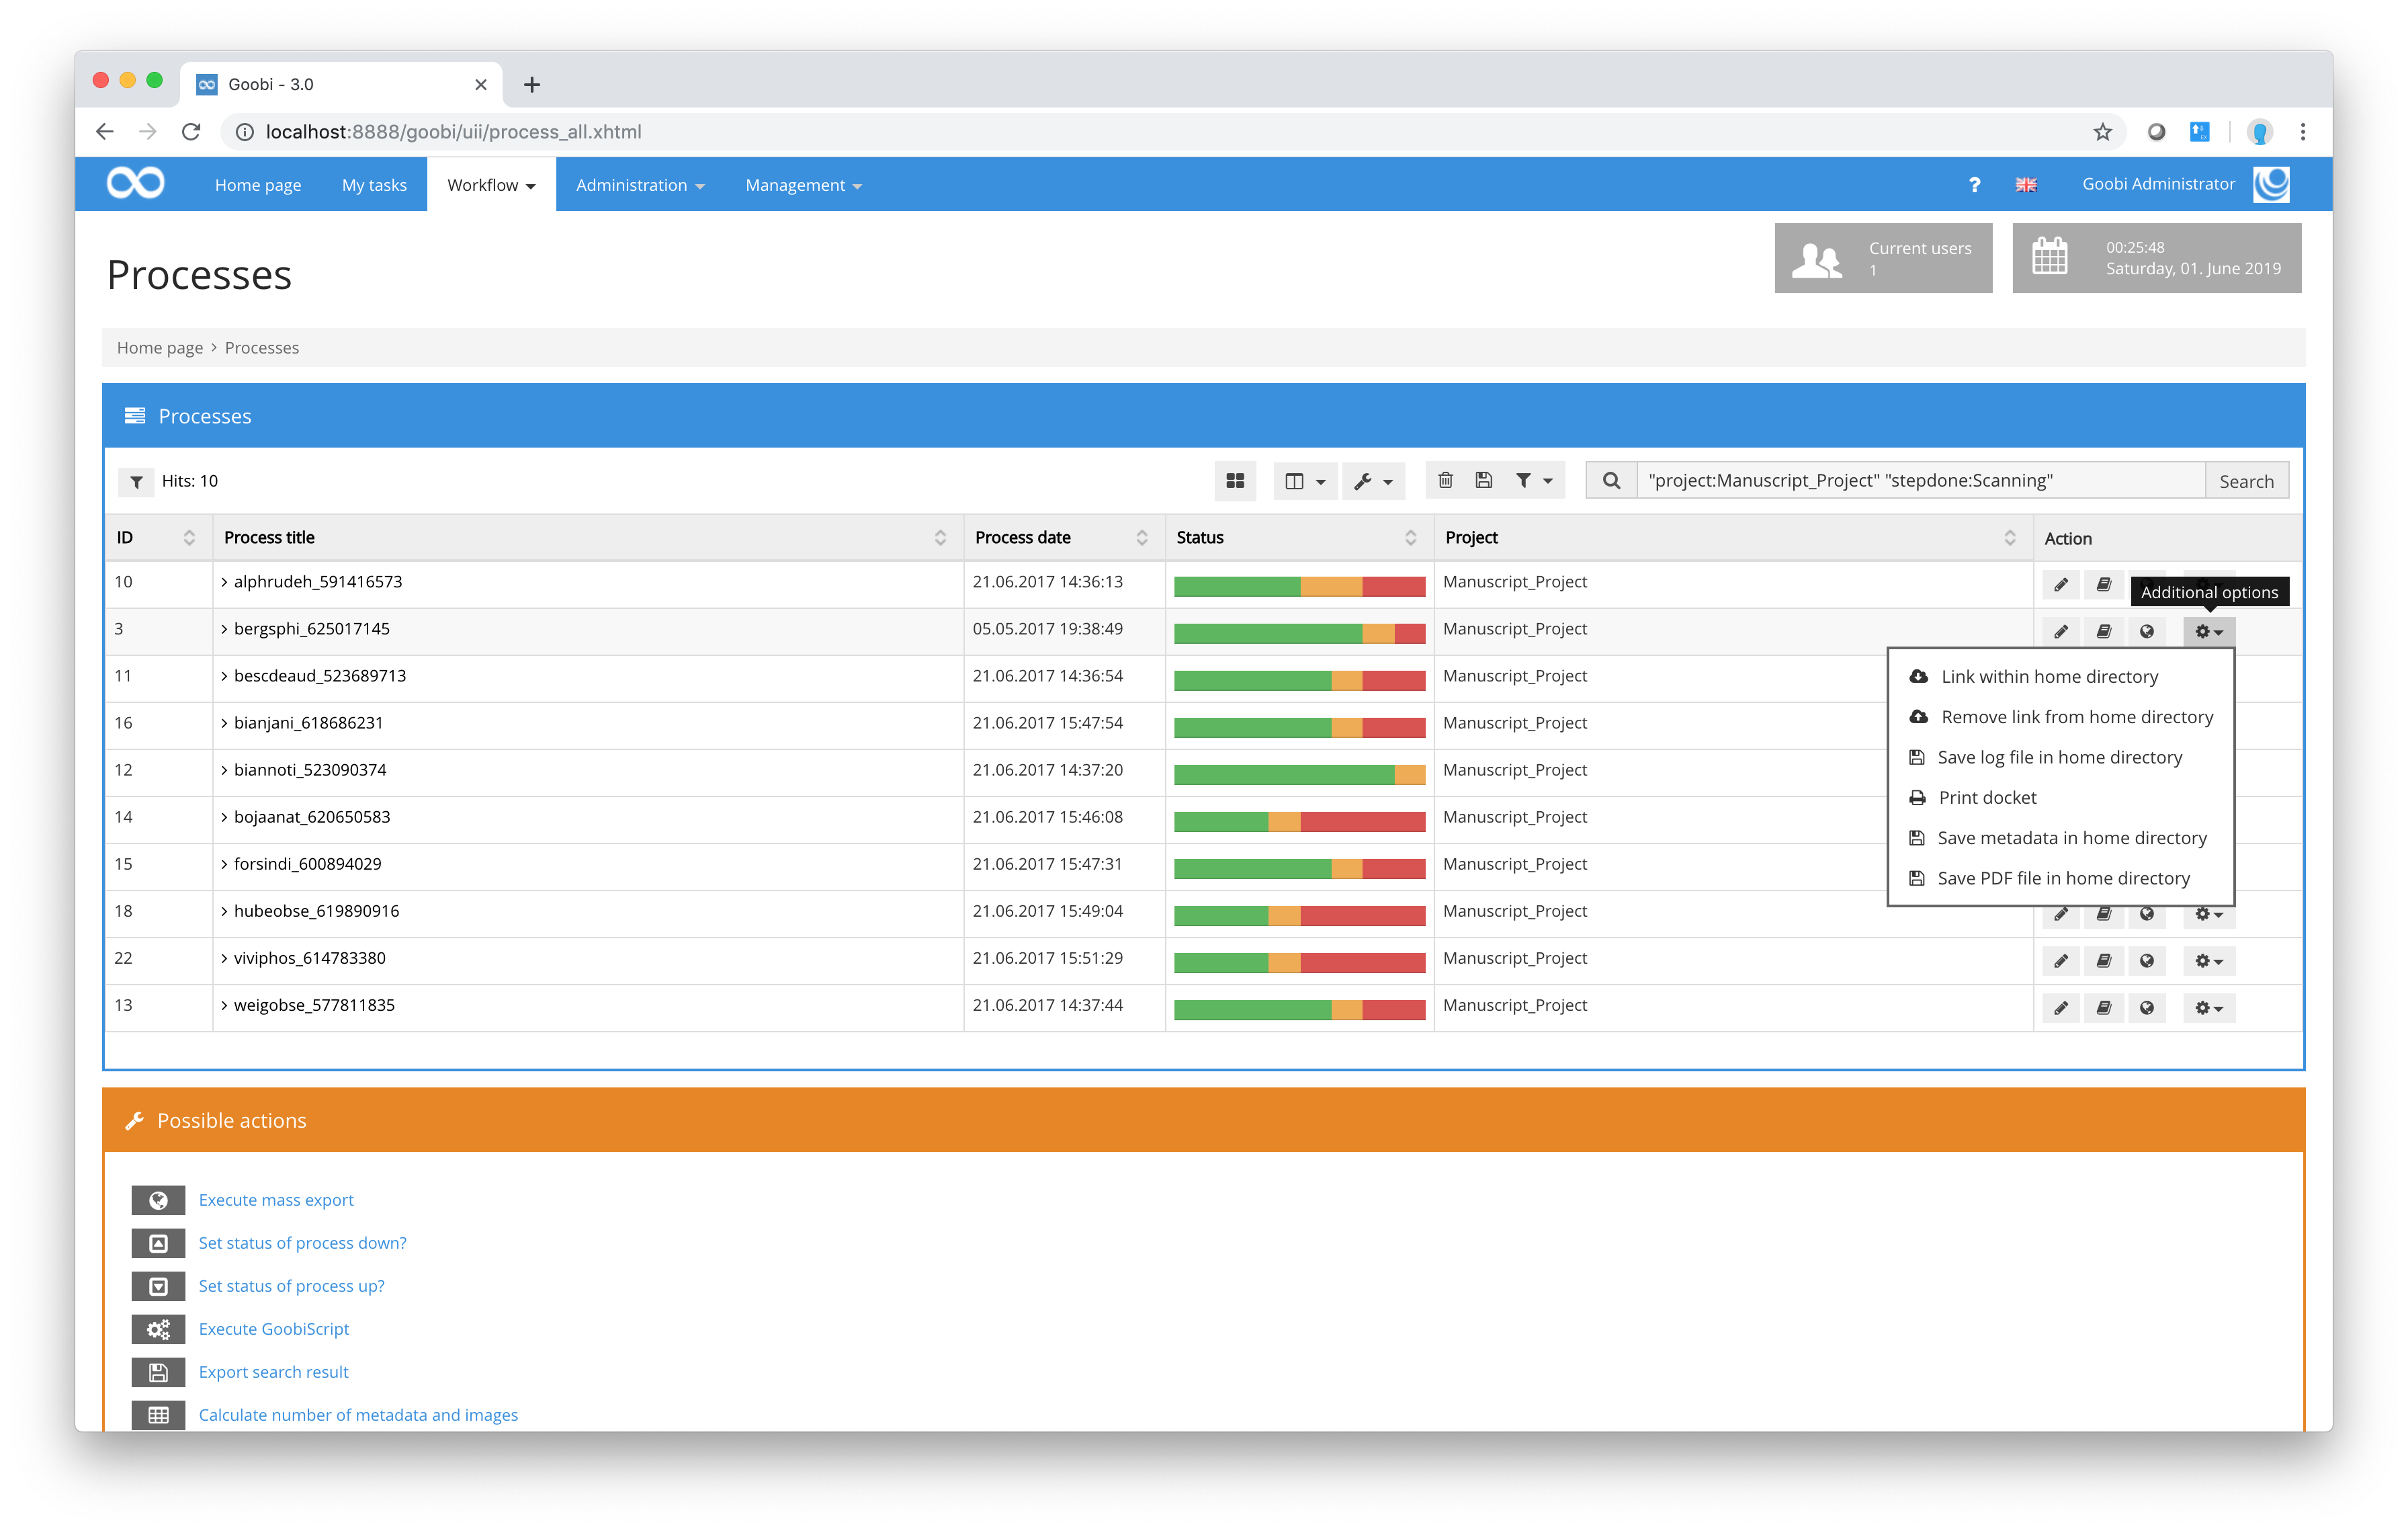 Goobi - 3.0
localhost:8888/goobi/uii/process_all.xhtml
Home page My tasks Workflow Administration Management ? Goobi Administrator
Processes
Current users
1
00:25:48
Saturday, 01. June 2019
Home page > Processes
Processes
Hits: 10 "project:Manuscript_Project" "stepdone:Scanning" Search
ID Process title Process date Status Project Action
10 alphrudeh_591416573 21.06.2017 14:36:13 Manuscript_Project
Additional options
3 bergsphi_625017145 05.05.2017 19:38:49 Manuscript_Project
11 bescdeaud_523689713 21.06.2017 14:36:54 Manuscript_Project
16 bianjani_618686231 21.06.2017 15:47:54 Manuscript_Project
12 biannoti_523090374 21.06.2017 14:37:20 Manuscript_Project
14 bojaanat_620650583 21.06.2017 15:46:08 Manuscript_Project
15 forsindi_600894029 21.06.2017 15:47:31 Manuscript_Project
18 hubeobse_619890916 21.06.2017 15:49:04 Manuscript_Project
22 viviphos_614783380 21.06.2017 15:51:29 Manuscript_Project
13 weigobse_577811835 21.06.2017 14:37:44 Manuscript_Project
Link within home directory
Remove link from home directory
Save log file in home directory
Print docket
Save metadata in home directory
Save PDF file in home directory
Possible actions
Execute mass export
Set status of process down?
Set status of process up?
Execute GoobiScript
Export search result
Calculate number of metadata and images